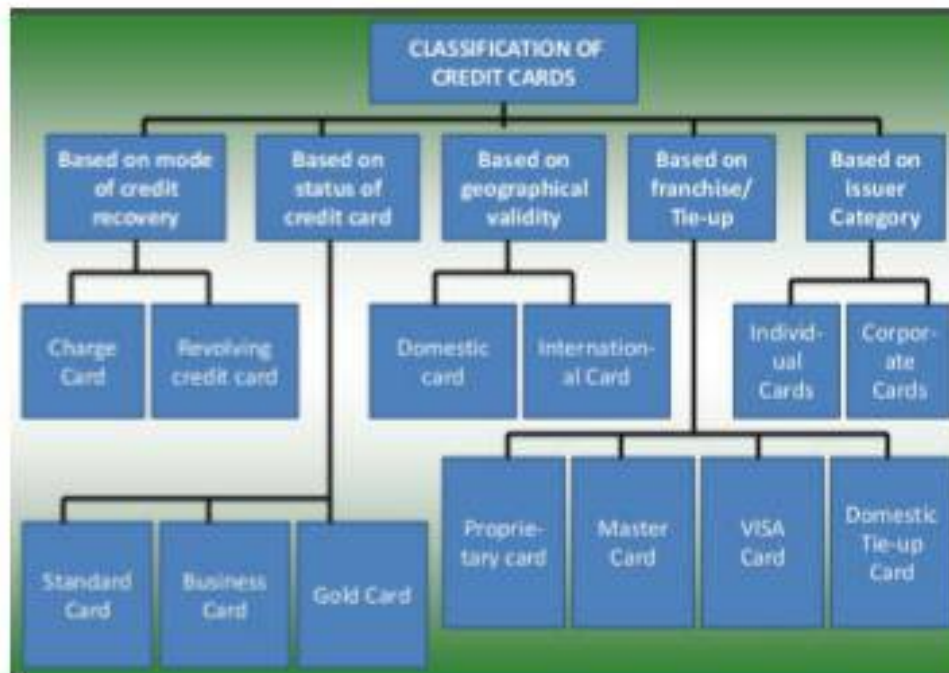 CLASSIFICATION OF
CREDIT CARDS
Based on mode
of credit
recovery
Based on
status of
credit card
Based on
geographical
validity
Based on
franchise/
Tie-up
Based on
Issuer
Category
Charge
Card
Revolving
credit card
Domestic
card
Internation-
al Card
Individ-
ual
Cards
Corpor-
ate
Cards
Proprie-
tary card
Master
Card
VISA
Card
Domestic
Tie-up
Card
Standard
Card
Business
Card
Gold Card